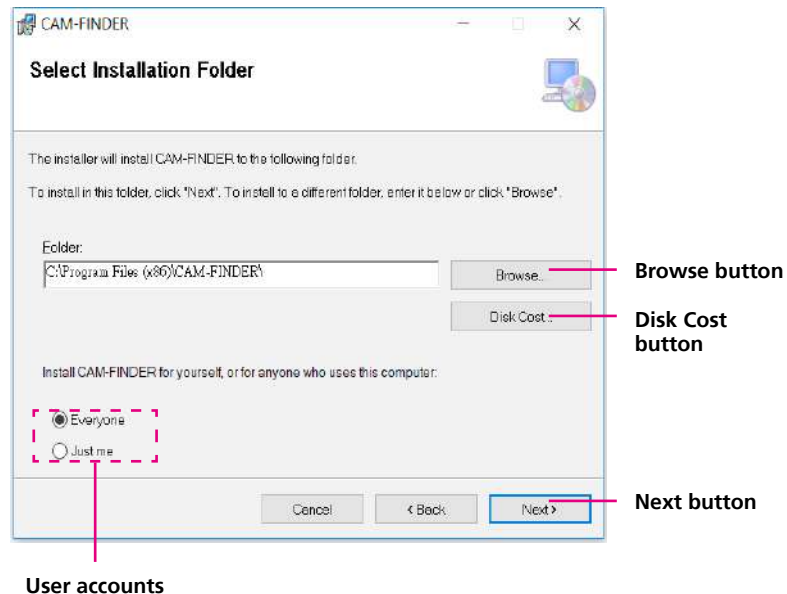 CAM-FINDER
Select Installation Folder
The installer will install CAM-FINDER to the following folder.
To install in this folder, click "Next". To install to a different folder, enter it below or click "Browse".
Folder:
C:\Program Files (x86)\CAM-FINDER\
Browse...
Browse button
Disk Cost...
Disk Cost
button
Install CAM-FINDER for yourself, or for anyone who uses this computer:
Everyone
Just me
Cancel
< Back
Next >
Next button
User accounts